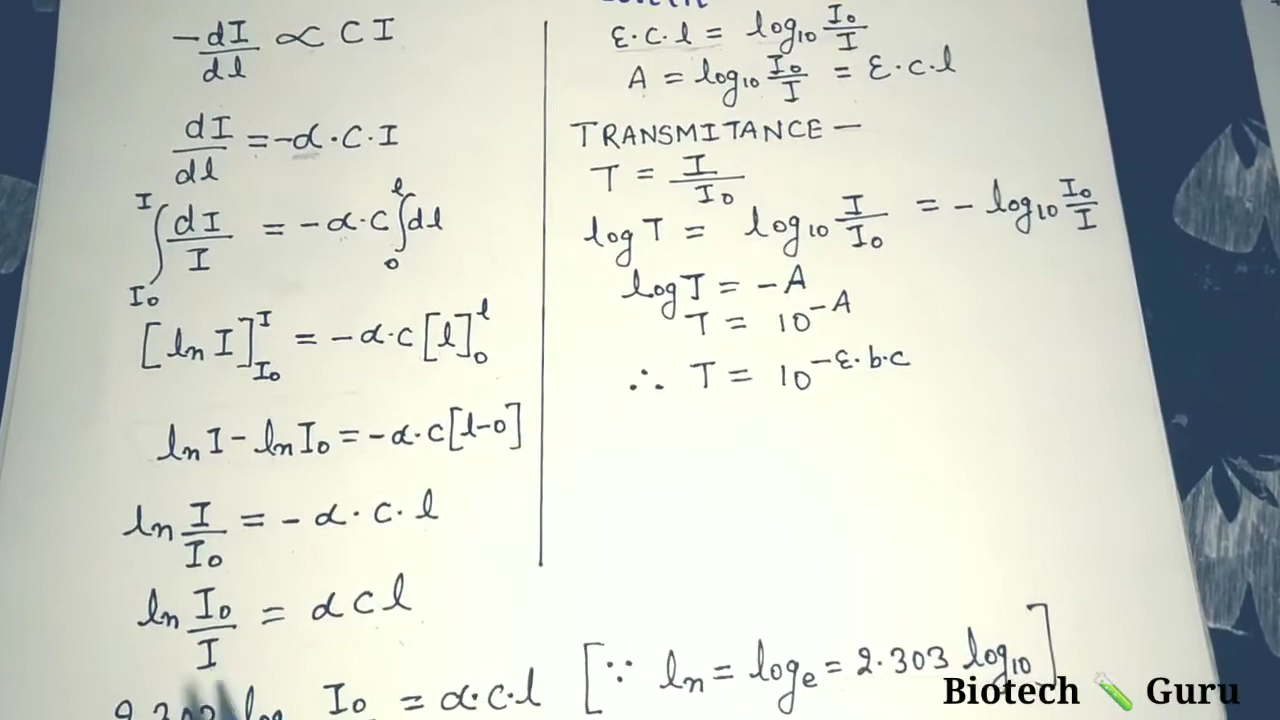 -dI/dl ∝ C I
dI/dl = -α·C·I
∫_{I₀}^{I} dI/I = -α·C ∫_{0}^{l} dl
[ln I]_{I₀}^{I} = -α·C [l]_{0}^{l}
ln I - ln I₀ = -α·C[l-0]
ln I/I₀ = -α·C·l
ln I₀/I = αCl
I₀ = α·C·l [∵ ln = logₑ = 2·303 log₁₀]
ε·C·l = log₁₀ I₀/I
A = log₁₀ I₀/I = ε·C·l
TRANSMITANCE —
T = I/I₀
log T = log₁₀ I/I₀ = - log₁₀ I₀/I
log T = -A
T = 10^{-A}
∴ T = 10^{-ε·b·c}
Biotech Guru